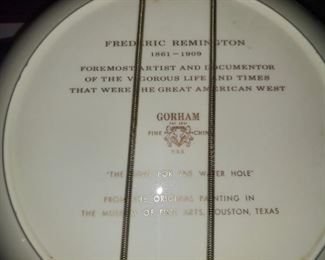 FREDERIC REMINGTON
1861 – 1909
FOREMOST ARTIST AND DOCUMENTOR
OF THE VIGOROUS LIFE AND TIMES
THAT WERE THE GREAT AMERICAN WEST
GORHAM
FINE CHINA
"THE FIGHT FOR THE WATER HOLE"
FROM THE ORIGINAL PAINTING IN
THE MUSEUM OF FINE ARTS, HOUSTON, TEXAS